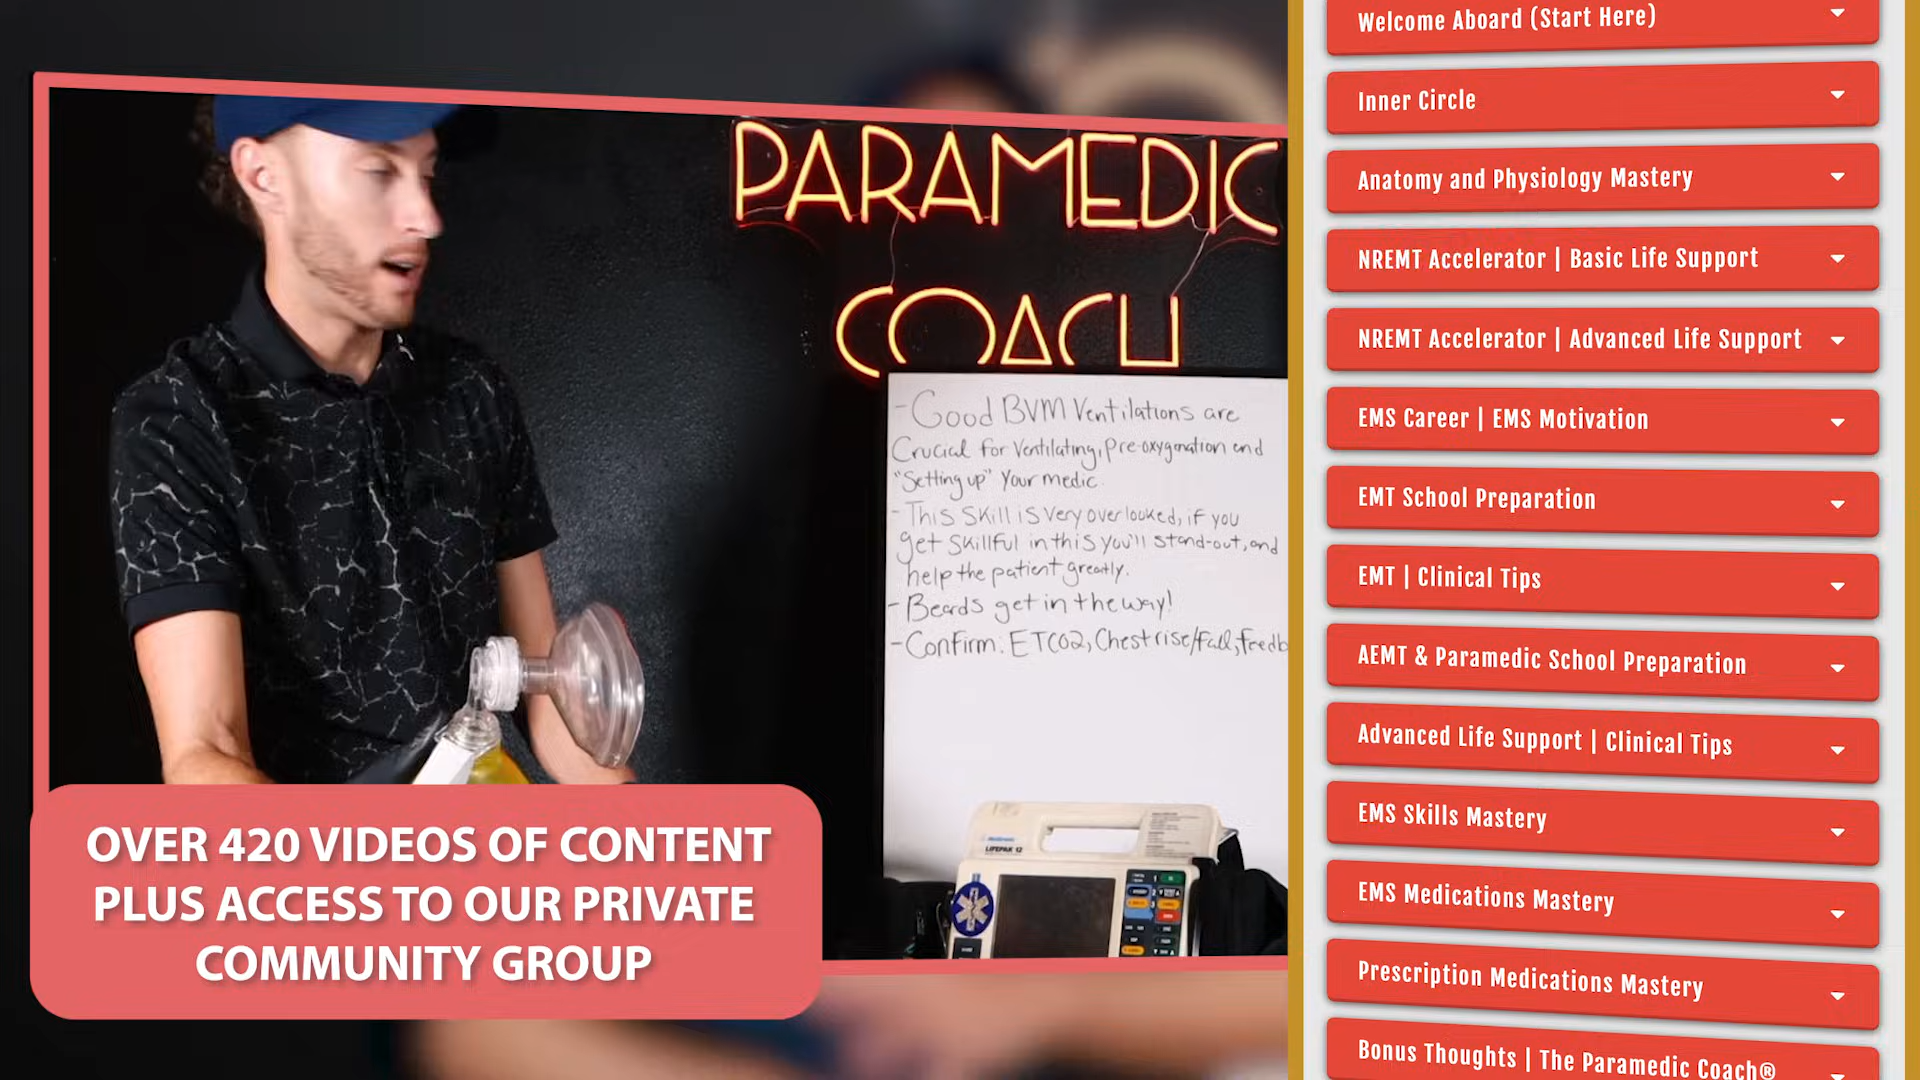 PARAMEDIC
COACH
-Good BVM Ventilations are
Crucial for Ventilating, Pre-oxygenation and
"Setting up" Your medic.
-This skill is very overlooked, if you
get skillful in this you'll stand-out, and
help the patient greatly.
-Beards get in the way!
-Confirm: ETCO2, Chest rise/fall, feedb
LIFEPAK 12
OVER 420 VIDEOS OF CONTENT
PLUS ACCESS TO OUR PRIVATE
COMMUNITY GROUP
Welcome Aboard (Start Here)
Inner Circle
Anatomy and Physiology Mastery
NREMT Accelerator | Basic Life Support
NREMT Accelerator | Advanced Life Support
EMS Career | EMS Motivation
EMT School Preparation
EMT | Clinical Tips
AEMT & Paramedic School Preparation
Advanced Life Support | Clinical Tips
EMS Skills Mastery
EMS Medications Mastery
Prescription Medications Mastery
Bonus Thoughts | The Paramedic Coach®